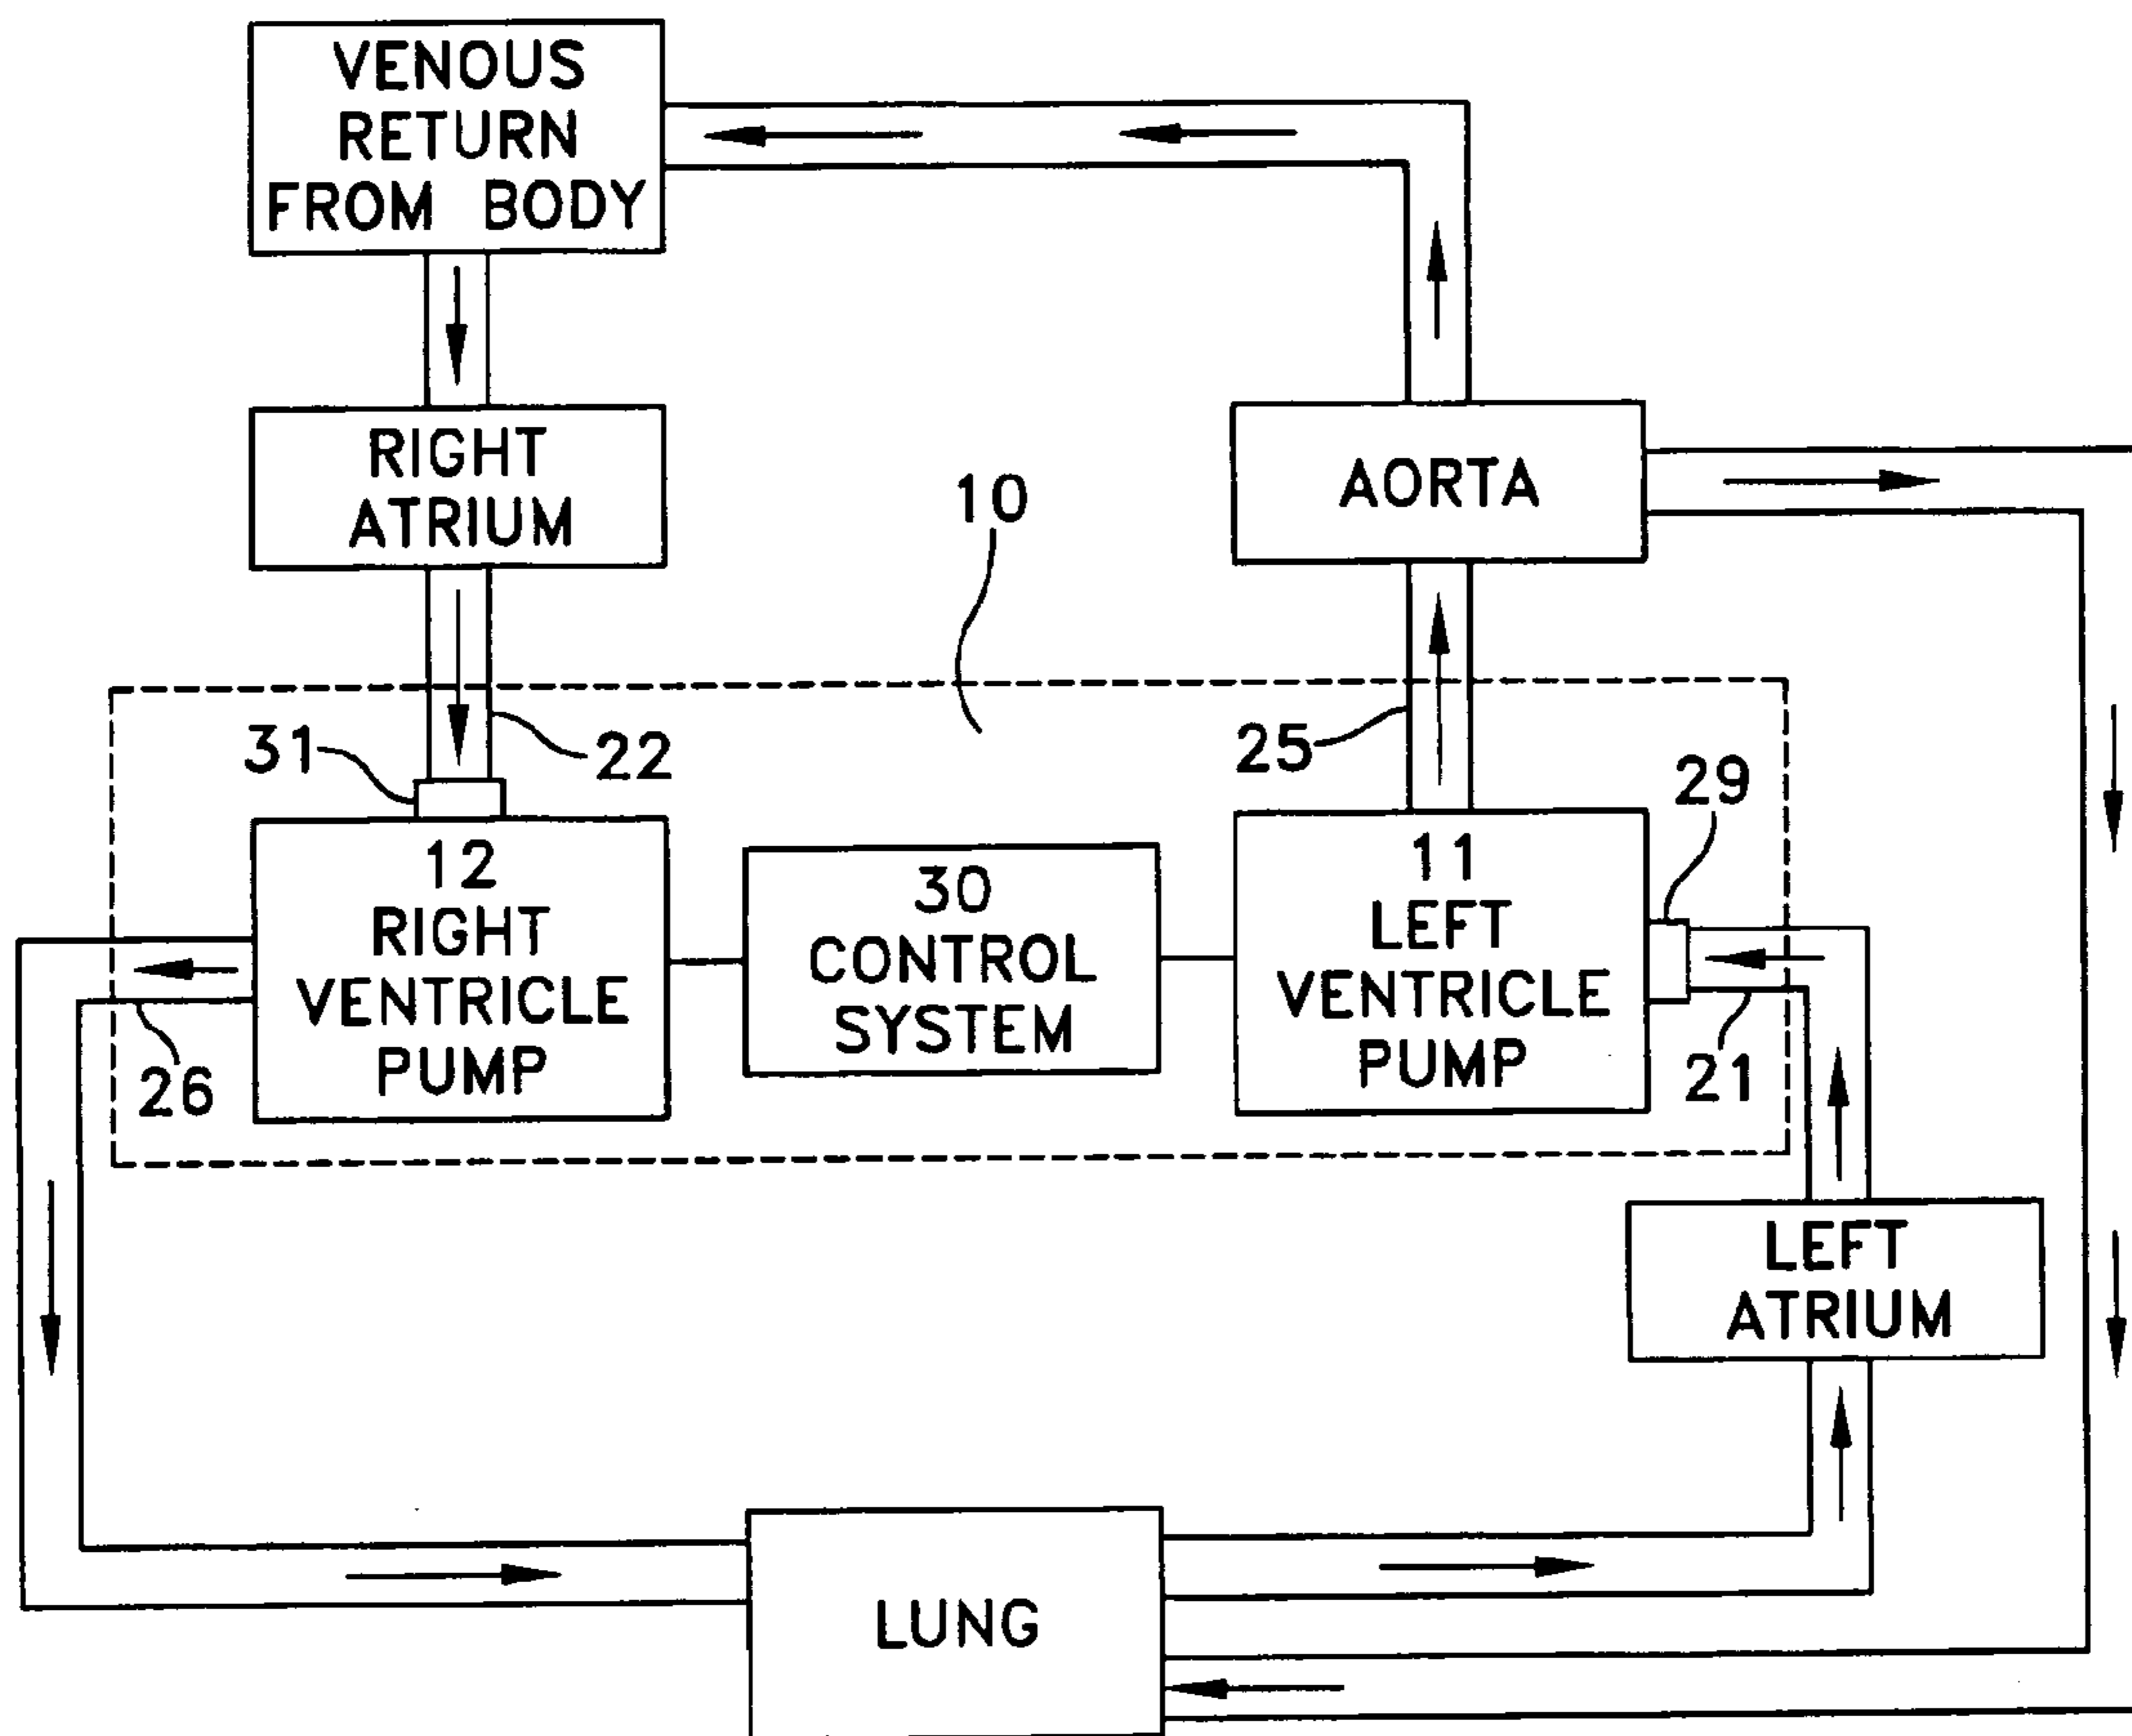 VENOUS
RETURN
FROM BODY
RIGHT
ATRIUM
10
AORTA
31
22
25
29
12
RIGHT
VENTRICLE
PUMP
30
CONTROL
SYSTEM
11
LEFT
VENTRICLE
PUMP
26
21
LEFT
ATRIUM
LUNG